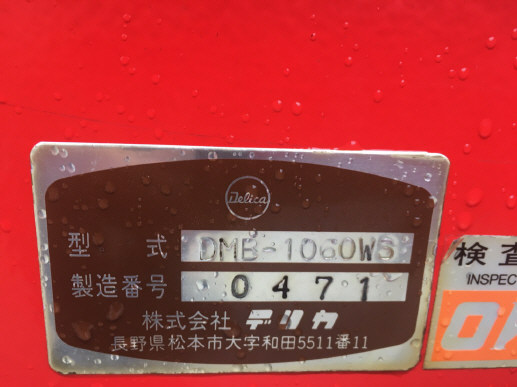 Delica
型式 DMB-1060WS
製造番号 0471
株式会社 デリカ
長野県松本市大字和田5511番11
検査
INSPEC
OK